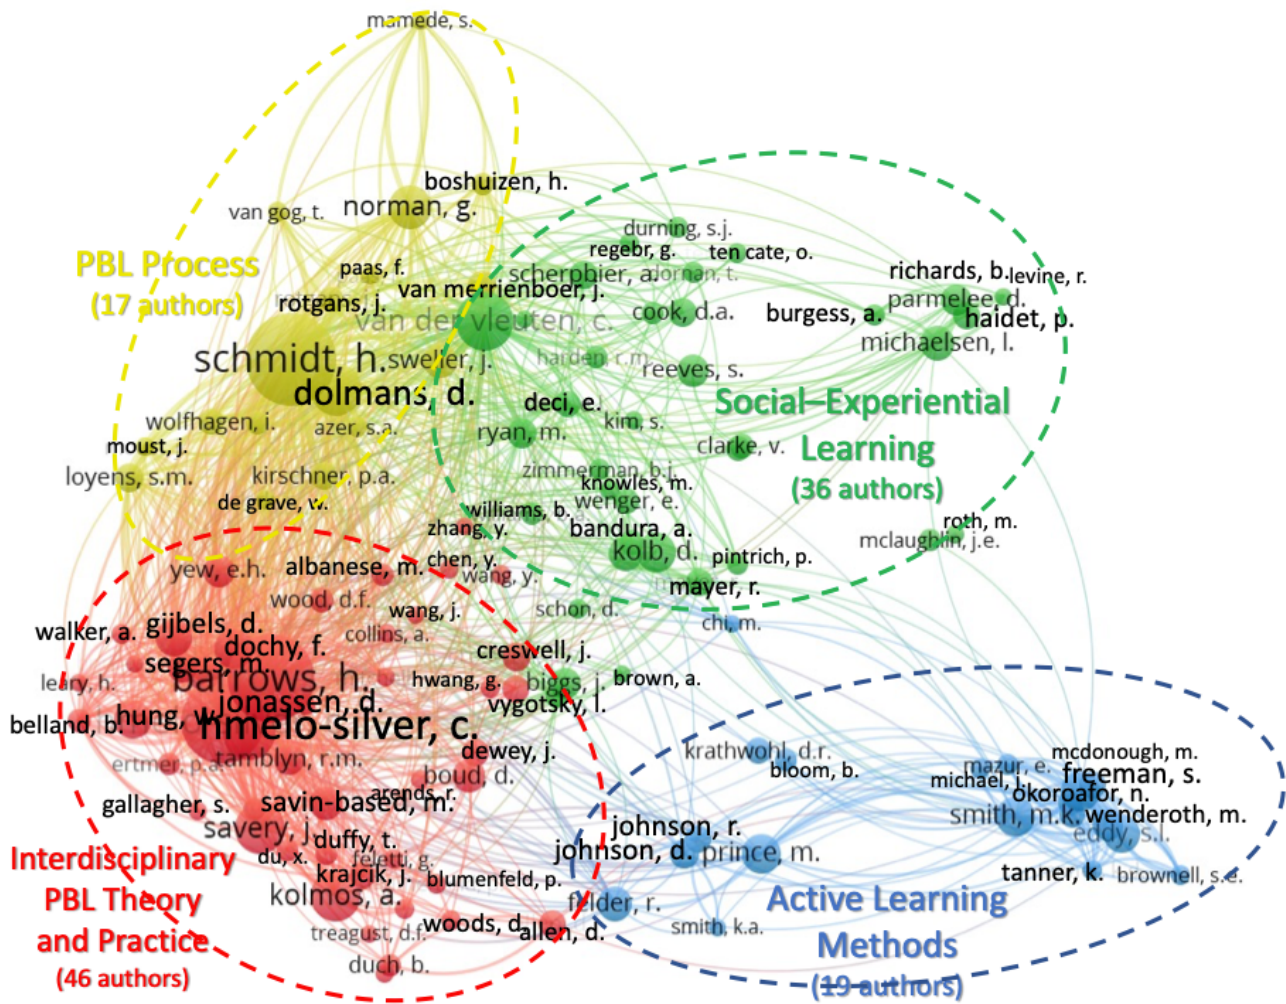 mamede, s.
boshuizen, h.
van gog, t.
norman, g.
PBL Process
(17 authors)
paas, f.
rotgans, j.
van merrienboer, j.
van der vleuten, c.
schmidt, h.
sweller, j.
dolmans, d.
wolfhagen, i.
azer, s.a.
moust, j.
loyens, s.m.
kirschner, p.a.
de grave, w.
durning, s.j.
regebr, g.
ten cate, o.
scherpbier, a.
dornan, t.
cook, d.a.
harden, r.m.
reeves, s.
richards, b.
levine, r.
parmelee, d.
burgess, a.
haidet, p.
michaelsen, l.
deci, e.
kim, s.
ryan, m.
clarke, v.
Social–Experiential
Learning
(36 authors)
zimmerman, b.j.
knowles, m.
wenger, e.
williams, b.
bandura, a.
kolb, d.
pintrich, p.
mayer, r.
roth, m.
mclaughlin, j.e.
schon, d.
chi, m.
biggs, j.
brown, a.
zhang, y.
chen, y.
wang, y.
yew, e.h.
albanese, m.
wood, d.f.
wang, j.
collins, a.
walker, a.
gijbels, d.
dochy, f.
segers, m.
barrows, h.
leary, h.
jonassen, d.
belland, b.
hung, w.
hmelo-silver, c.
creswell, j.
hwang, g.
vygotsky, l.
ertmer, p.a.
tamblyn, r.m.
dewey, j.
boud, d.
arends, r.
gallagher, s.
savin-based, m.
savery, j.
duffy, t.
du, x.
feletti, g.
krajcik, j.
blumenfeld, p.
kolmos, a.
treagust, d.f.
woods, d.
allen, d.
duch, b.
Interdisciplinary
PBL Theory
and Practice
(46 authors)
krathwohl, d.r.
bloom, b.
mazur, e.
mcdonough, m.
michael, j.
freeman, s.
okoroafor, n.
smith, m.k.
wenderoth, m.
eddy, s.l.
tanner, k.
brownell, s.e.
johnson, r.
johnson, d.
prince, m.
felder, r.
smith, k.a.
Active Learning
Methods
(19 authors)